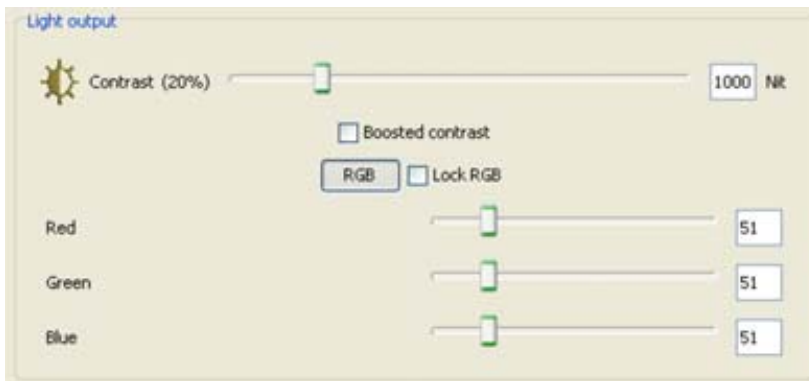 Light output
Contrast (20%) 1000 Nit
Boosted contrast
RGB Lock RGB
Red 51
Green 51
Blue 51